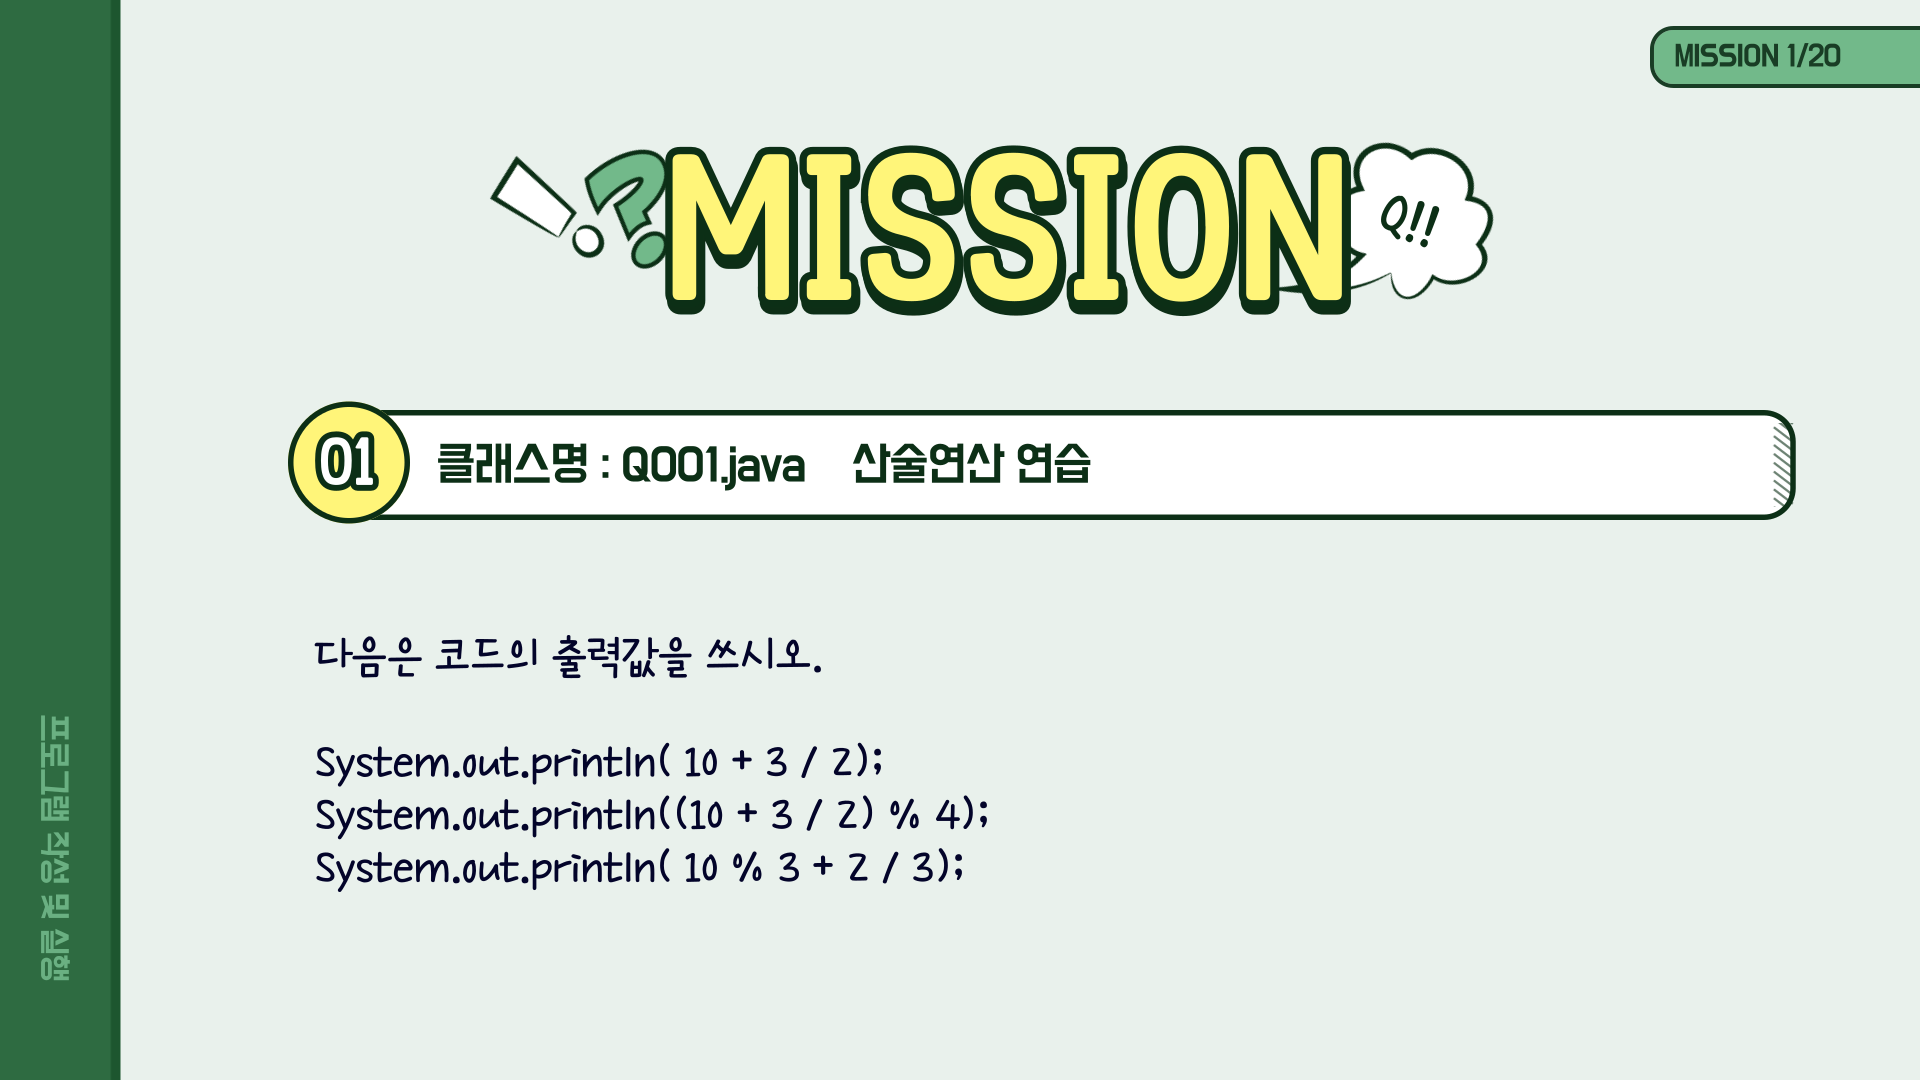 MISSION 1/20
!?MISSION
Q!!
01 클래스명 : Q001.java 산술연산 연습
다음은 코드의 출력값을 쓰시오.
System.out.println( 10 + 3 / 2);
System.out.println((10 + 3 / 2) % 4);
System.out.println( 10 % 3 + 2 / 3);
프로그램 작성 및 실행